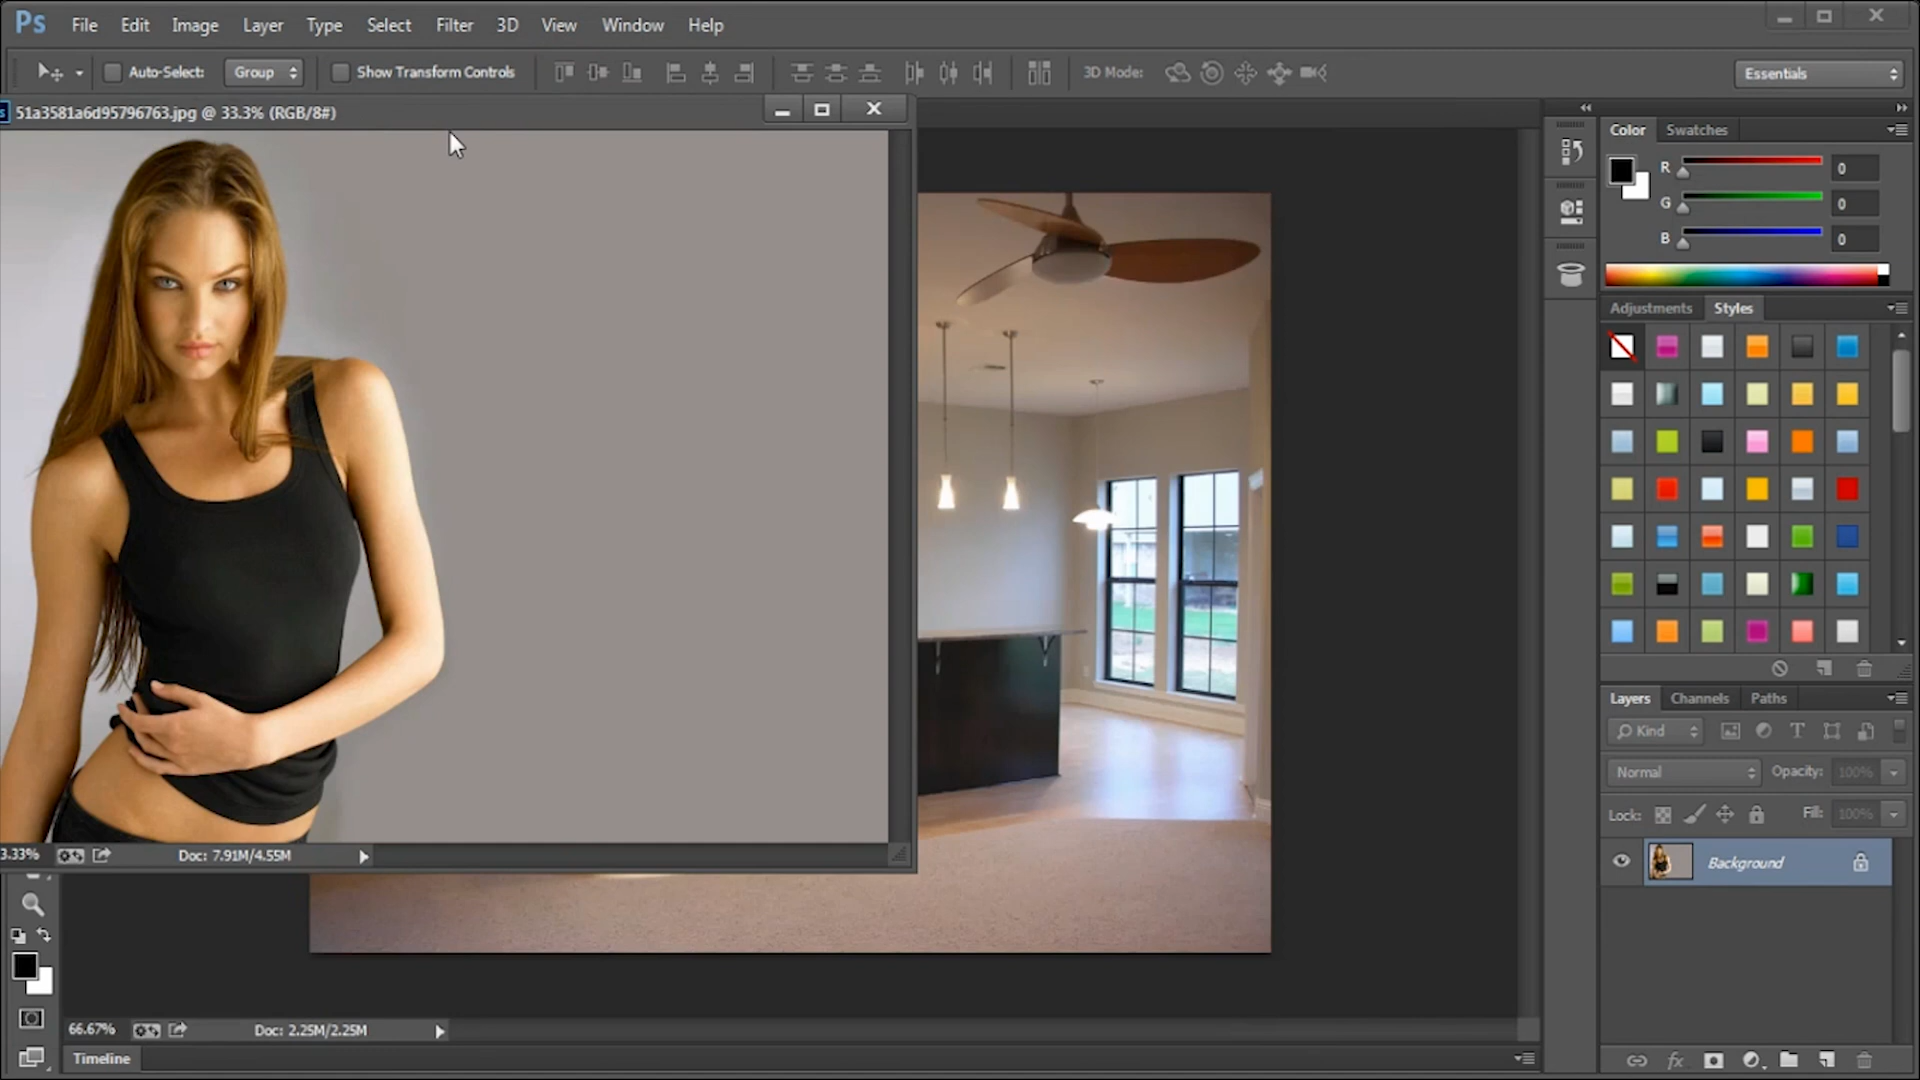 Ps File Edit Image Layer Type Select Filter 3D View Window Help
Auto-Select: Group Show Transform Controls 3D Mode: Essentials
51a3581a6d95796763.jpg @ 33.3% (RGB/8#)
Color Swatches
R 0
G 0
B 0
Adjustments Styles
Layers Channels Paths
Kind
Normal Opacity: 100%
Lock: Fill: 100%
Background
3.33% Doc: 7.91M/4.55M
66.67% Doc: 2.25M/2.25M
Timeline